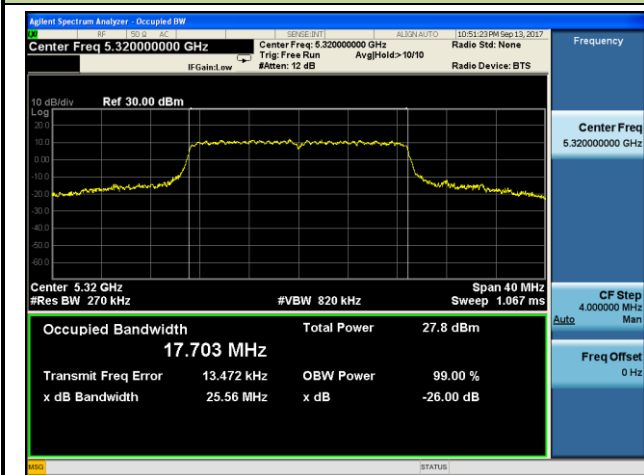 Agilent Spectrum Analyzer - Occupied BW
RF 50 Ω AC SENSE:INT ALIGN AUTO 10:51:23 PM Sep 13, 2017
Center Freq 5.320000000 GHz Center Freq: 5.320000000 GHz Radio Std: None Frequency
Trig: Free Run Avg|Hold:>10/10
IFGain:Low #Atten: 12 dB Radio Device: BTS
10 dB/div Ref 30.00 dBm
Log
20.0
10.0
0.00
-10.0
-20.0
-30.0
-40.0
-50.0
-60.0
Center Freq
5.320000000 GHz
Center 5.32 GHz Span 40 MHz
#Res BW 270 kHz #VBW 820 kHz Sweep 1.067 ms
CF Step
4.000000 MHz
Auto Man
Occupied Bandwidth Total Power 27.8 dBm
17.703 MHz
Freq Offset
0 Hz
Transmit Freq Error 13.472 kHz OBW Power 99.00 %
x dB Bandwidth 25.56 MHz x dB -26.00 dB
MSG STATUS